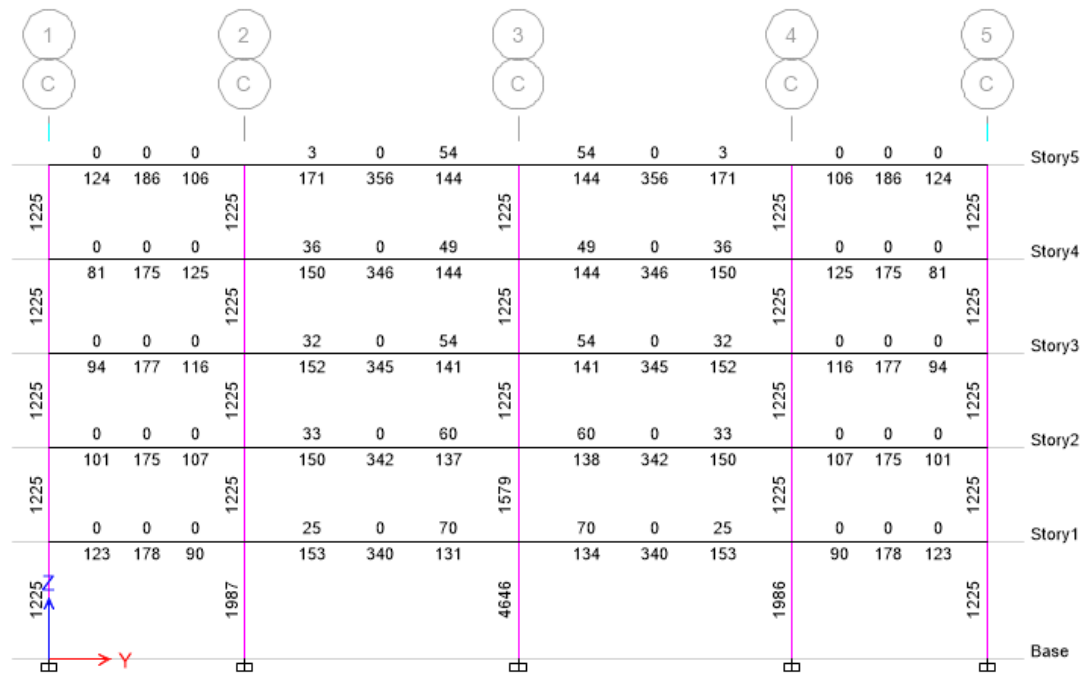 1 2 3 4 5
C C C C C
0 0 0 3 0 54 54 0 3 0 0 0 Story5
124 186 106 171 356 144 144 356 171 106 186 124
1225 1225 1225 1225 1225
0 0 0 36 0 49 49 0 36 0 0 0 Story4
81 175 125 150 346 144 144 346 150 125 175 81
1225 1225 1225 1225 1225
0 0 0 32 0 54 54 0 32 0 0 0 Story3
94 177 116 152 345 141 141 345 152 116 177 94
1225 1225 1225 1225 1225
0 0 0 33 0 60 60 0 33 0 0 0 Story2
101 175 107 150 342 137 138 342 150 107 175 101
1225 1225 1579 1225 1225
0 0 0 25 0 70 70 0 25 0 0 0 Story1
123 178 90 153 340 131 134 340 153 90 178 123
1225 1987 4646 1986 1225
Z
Y
Base